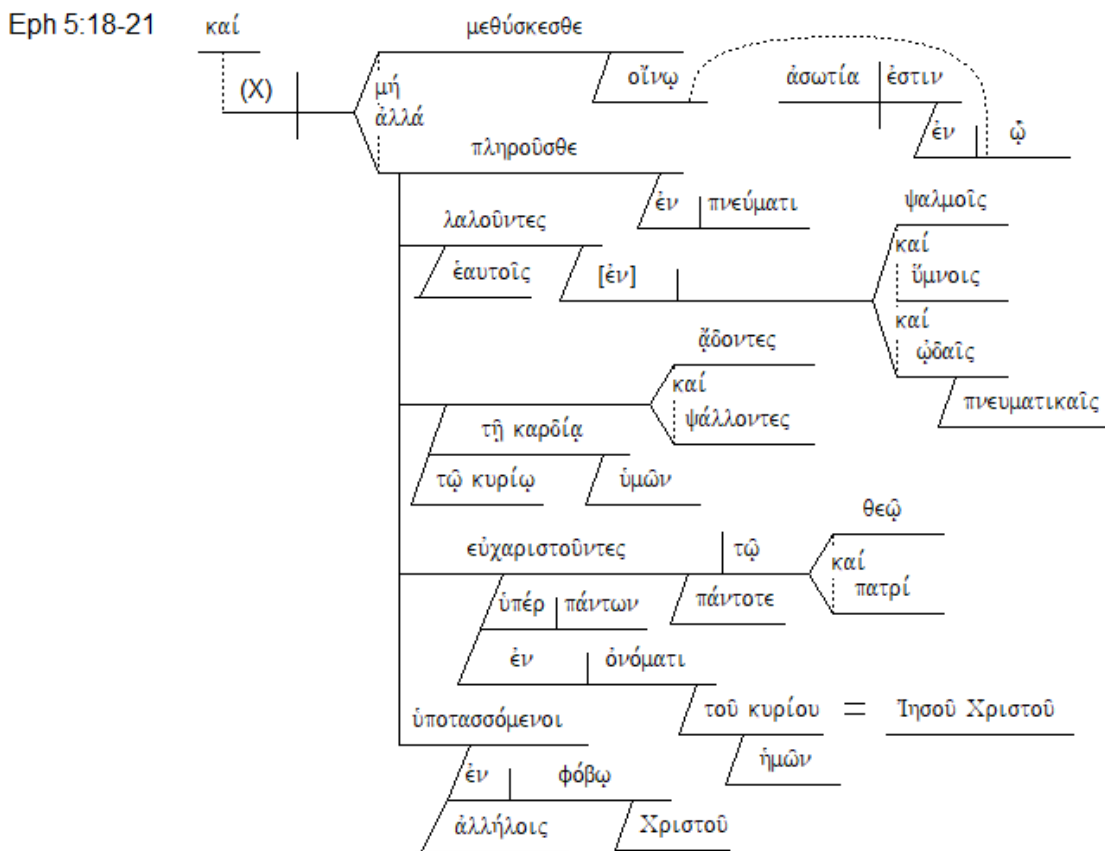 Eph 5:18-21
καί
μεθύσκεσθε
(X)
μή
οἴνῳ
ἀσωτία ἐστιν
ἀλλά
ἐν ᾧ
πληροῦσθε
ἐν πνεύματι
ψαλμοῖς
λαλοῦντες
καί
ἑαυτοῖς [ἐν] ὕμνοις
καί
ᾠδαῖς
ᾄδοντες
πνευματικαῖς
καί
τῇ καρδίᾳ ψάλλοντες
τῷ κυρίῳ ὑμῶν
θεῷ
εὐχαριστοῦντες τῷ
καί
ὑπέρ πάντων πάντοτε πατρί
ἐν ὀνόματι
ὑποτασσόμενοι τοῦ κυρίου = Ἰησοῦ Χριστοῦ
ἡμῶν
ἐν φόβῳ
ἀλλήλοις Χριστοῦ